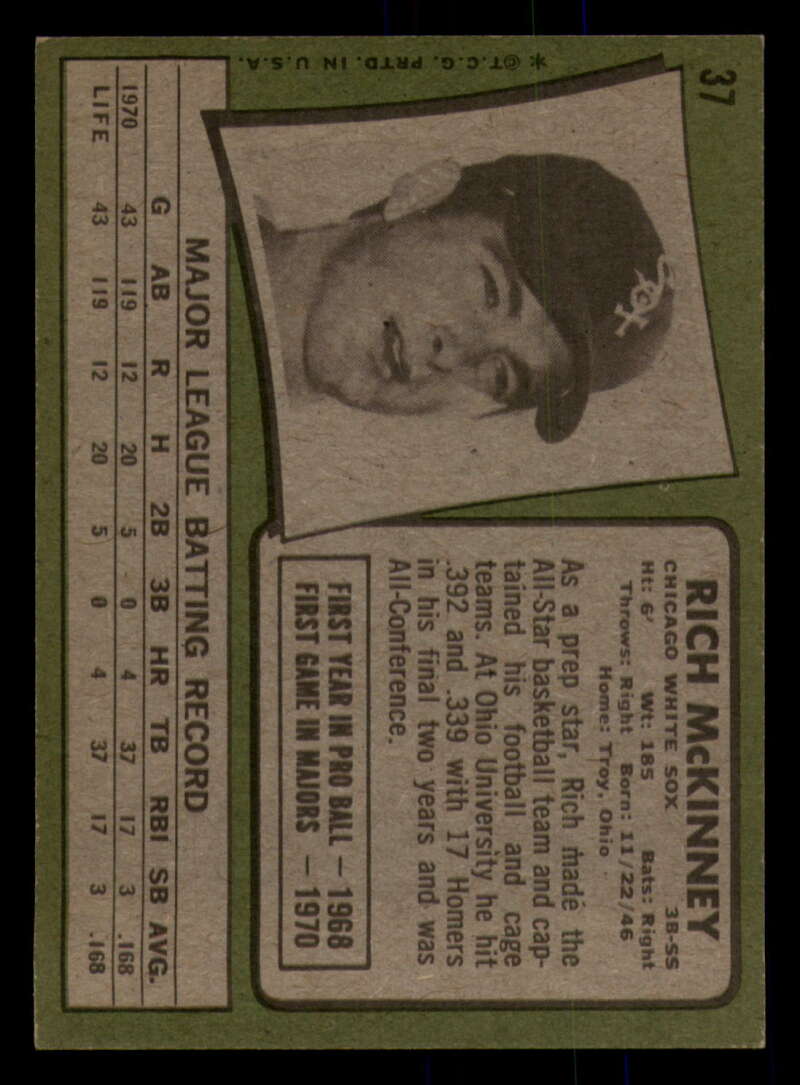 37
✶ ©T.C.G. PRTD. IN U.S.A.
RICH McKINNEY
CHICAGO WHITE SOX 3B-SS
Ht: 6' Wt: 185 Bats: Right
Throws: Right Born: 11/22/46
Home: Troy, Ohio
As a prep star, Rich made the
All-Star basketball team and cap-
tained his football and cage
teams. At Ohio University he hit
.392 and .339 with 17 Homers
in his final two years and was
All-Conference.
FIRST YEAR IN PRO BALL — 1968
FIRST GAME IN MAJORS — 1970
MAJOR LEAGUE BATTING RECORD
G AB R H 2B 3B HR TB RBI SB AVG.
1970 43 119 12 20 5 0 4 37 17 3 .168
LIFE 43 119 12 20 5 0 4 37 17 3 .168